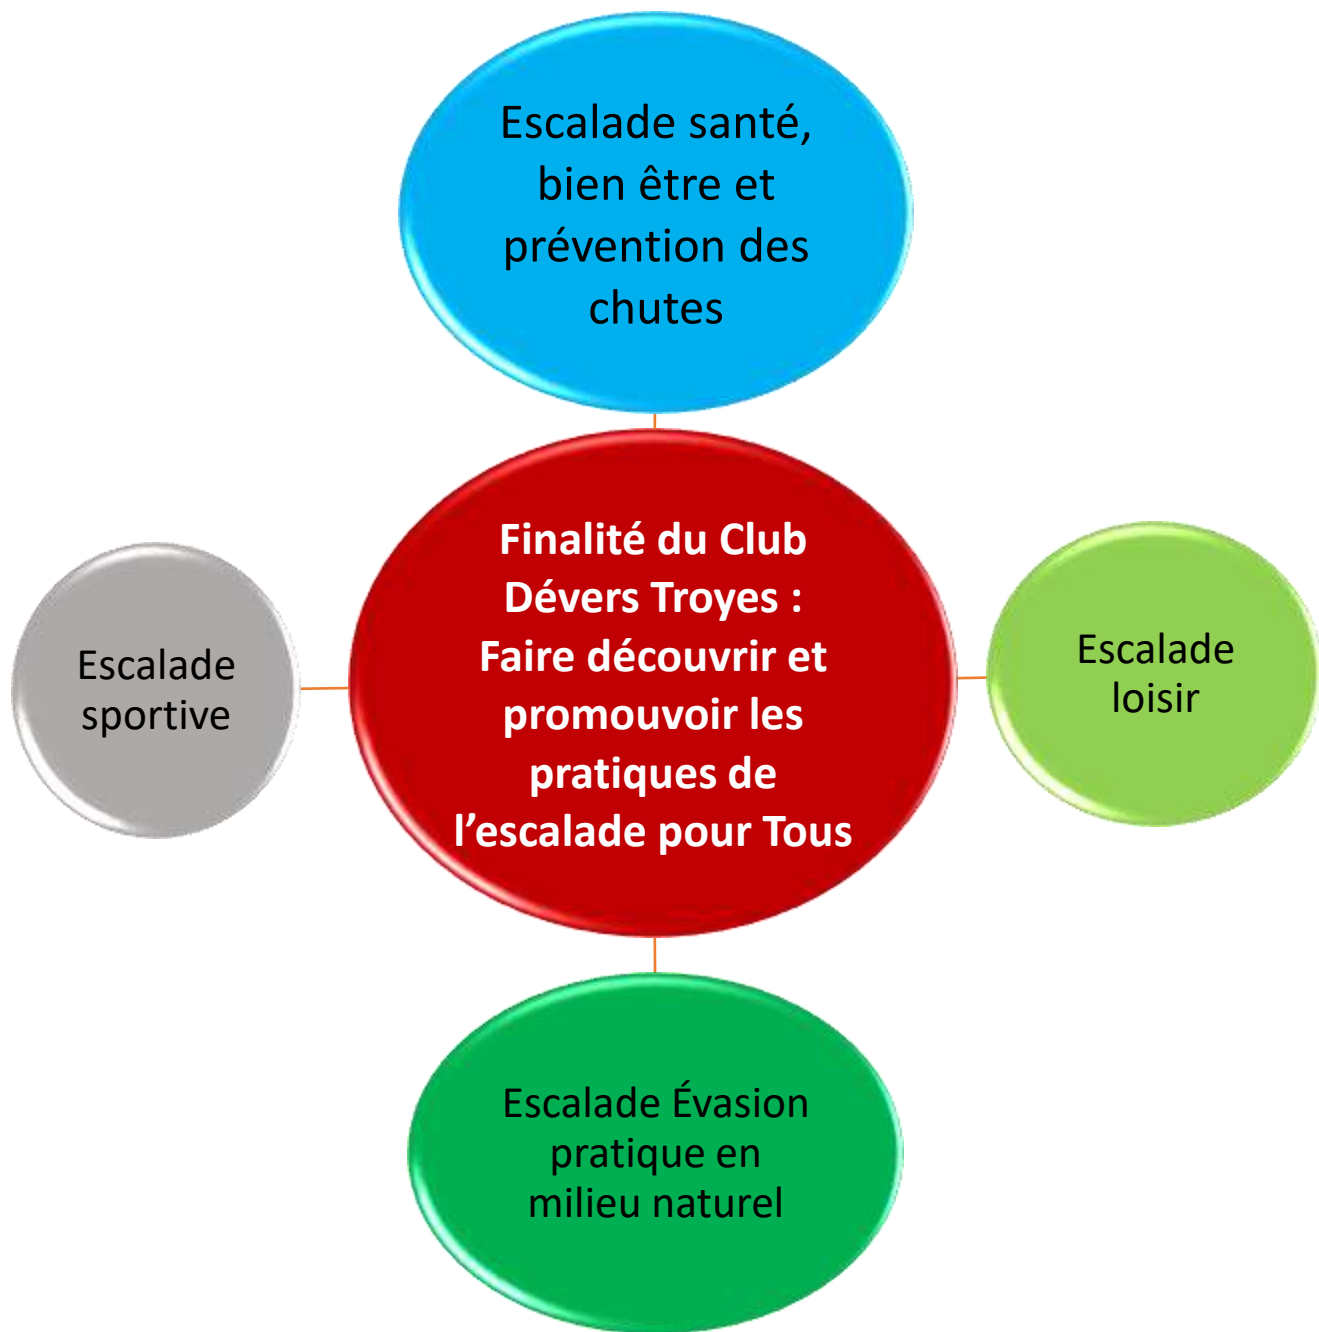 Escalade santé,
bien être et
prévention des
chutes
Finalité du Club
Dévers Troyes :
Faire découvrir et
promouvoir les
pratiques de
l’escalade pour Tous
Escalade
sportive
Escalade
loisir
Escalade Évasion
pratique en
milieu naturel